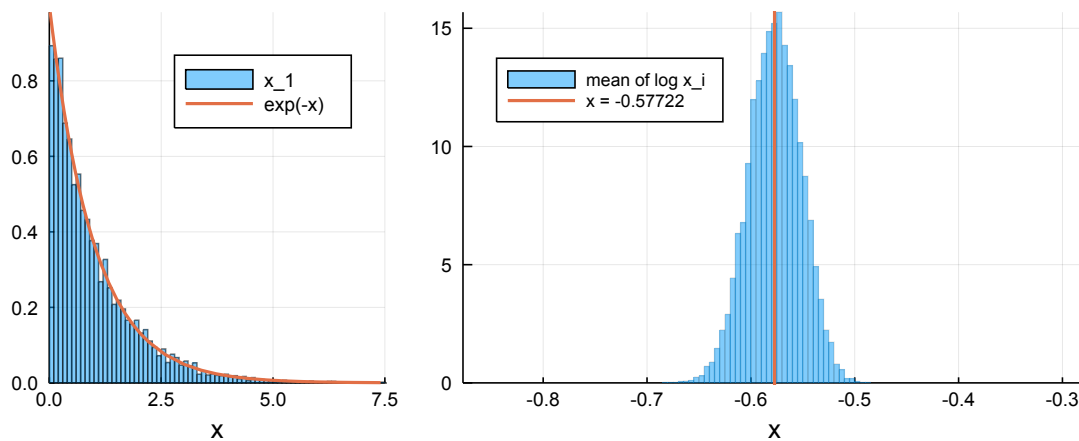 x_1
exp(-x)
0.8
0.6
0.4
0.2
0.0
0.0 2.5 5.0 7.5
x
mean of log x_i
x = -0.57722
15
10
5
0
-0.8 -0.7 -0.6 -0.5 -0.4 -0.3
x